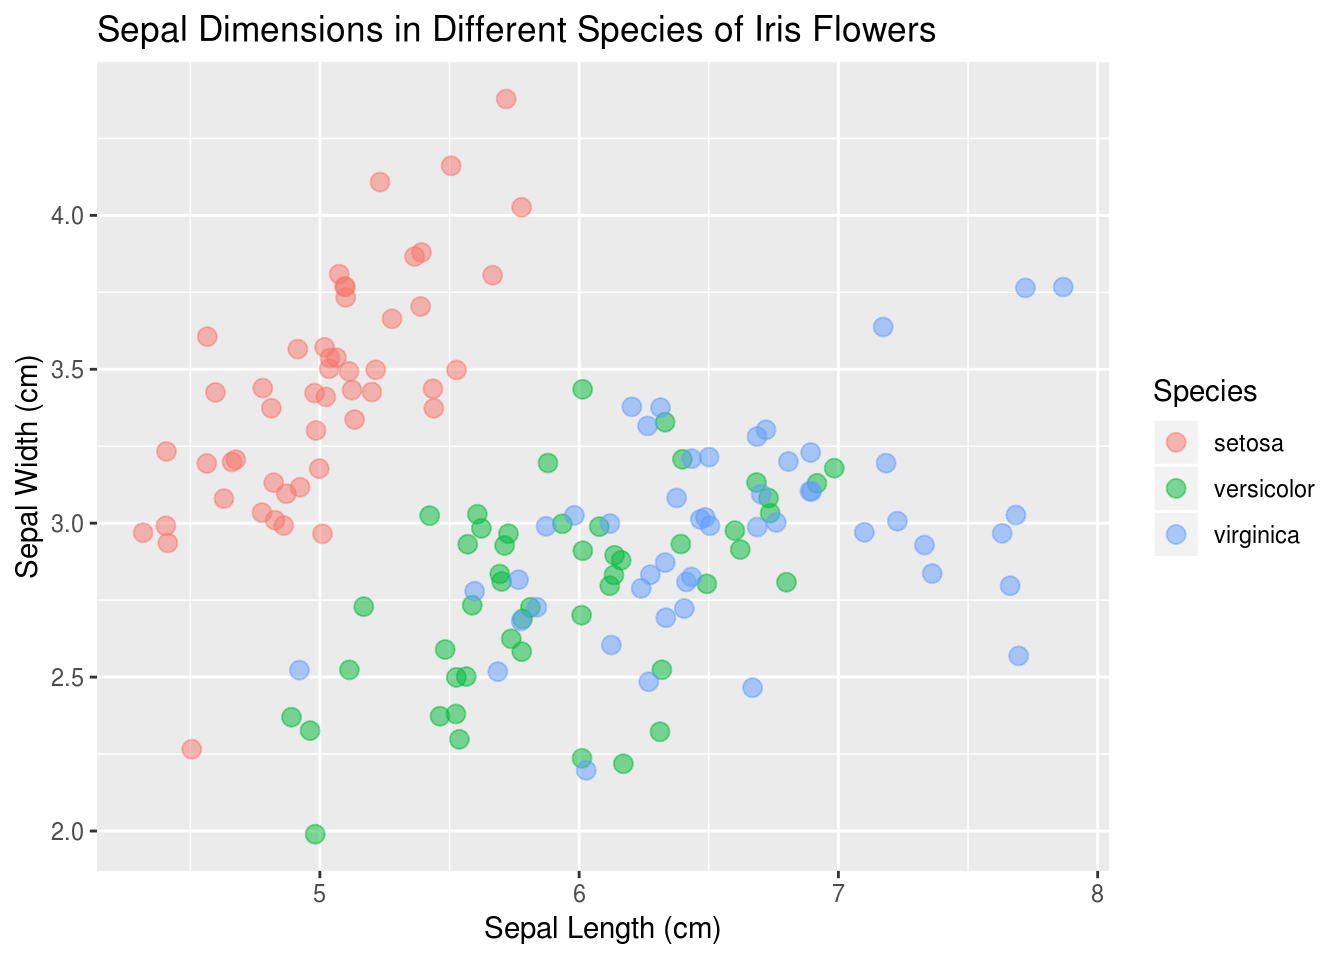 Sepal Dimensions in Different Species of Iris Flowers
4.0
3.5
3.0
2.5
2.0
Sepal Width (cm)
5 6 7 8
Sepal Length (cm)
Species
setosa
versicolor
virginica